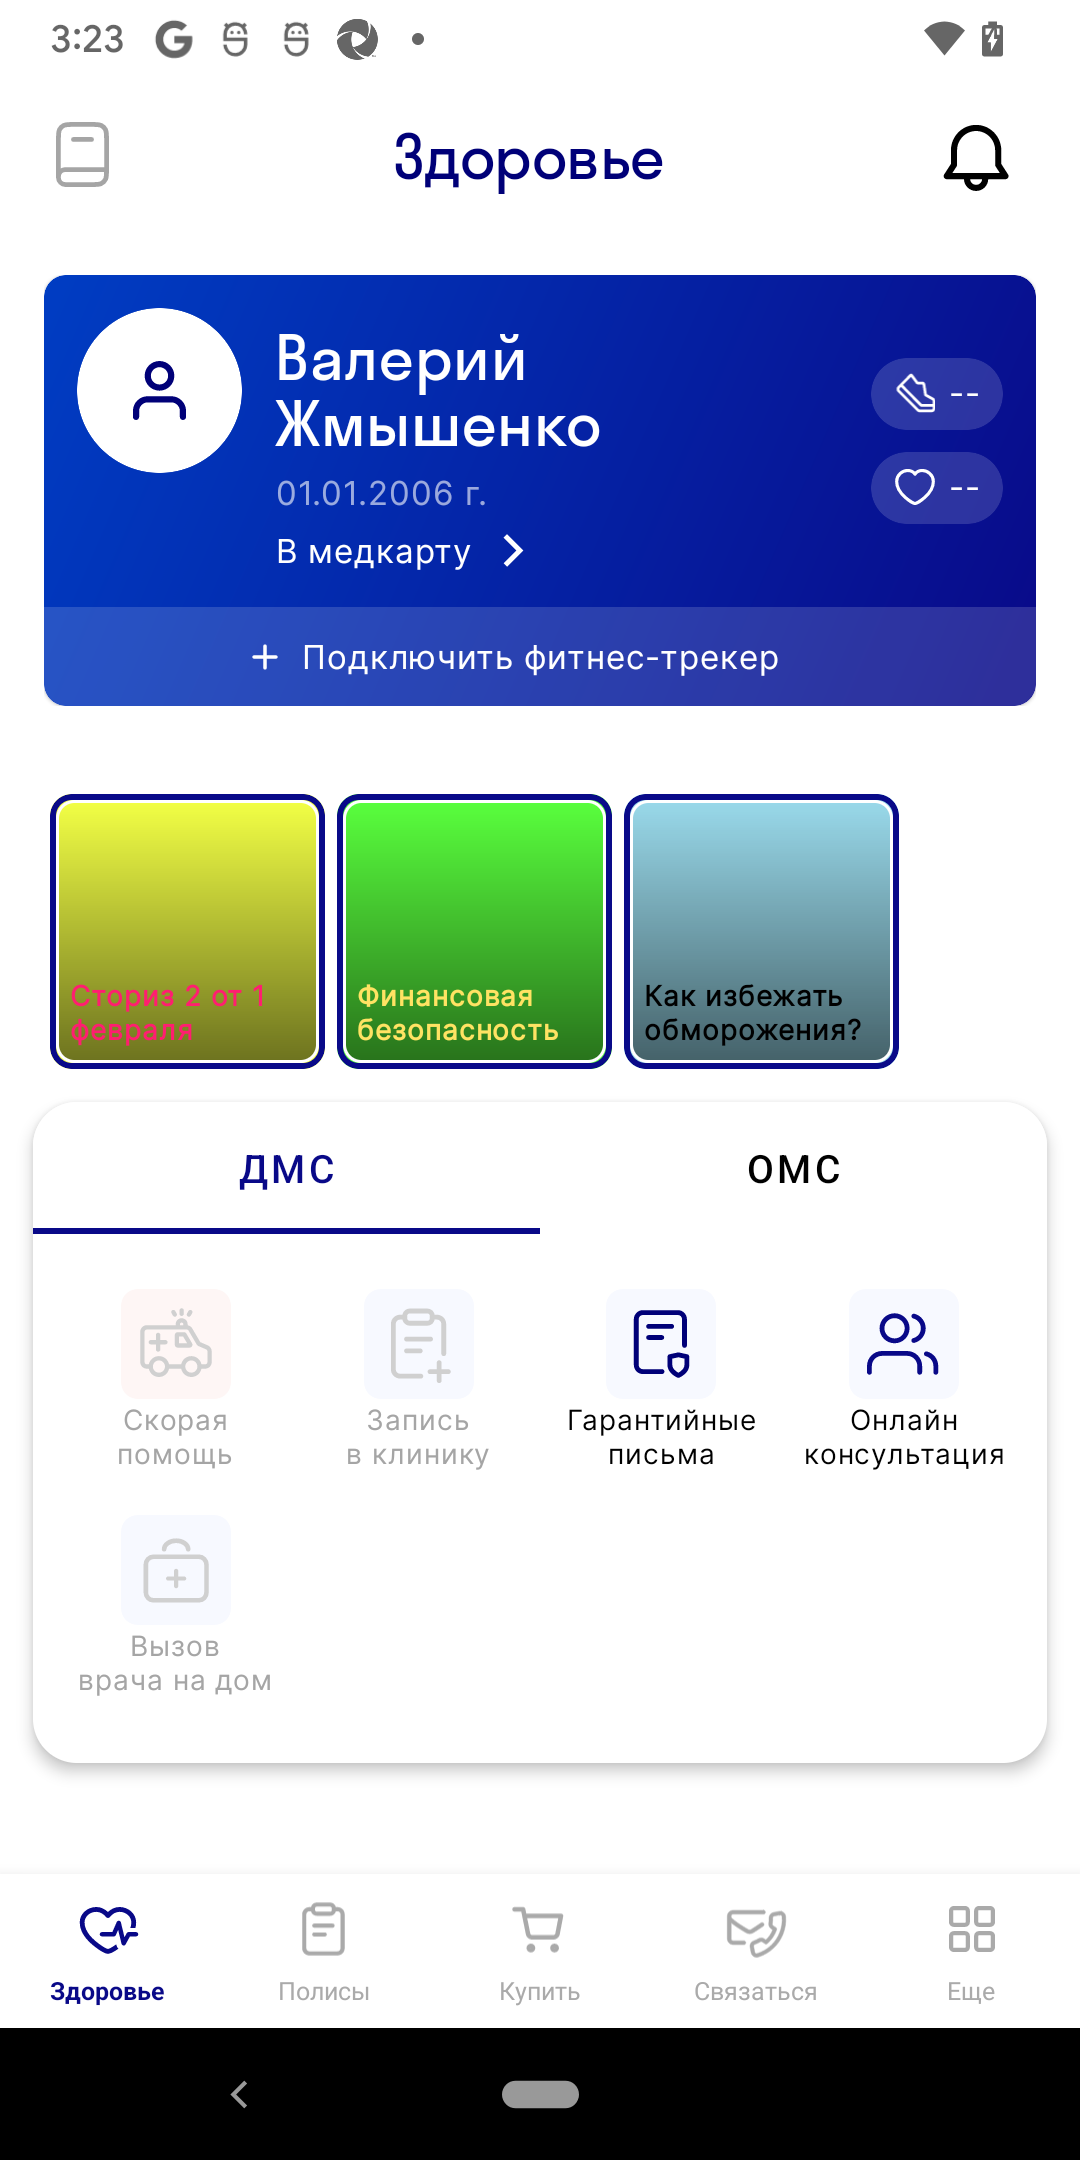 3:23
Здоровье
Валерий
Жмышенко
01.01.2006 г.
В медкарту
--
--
+ Подключить фитнес-трекер
Сториз 2 от 1
февраля
Финансовая
безопасность
Как избежать
обморожения?
ДМС
ОМС
Скорая
помощь
Запись
в клинику
Гарантийные
письма
Онлайн
консультация
Вызов
врача на дом
Здоровье
Полисы
Купить
Связаться
Еще